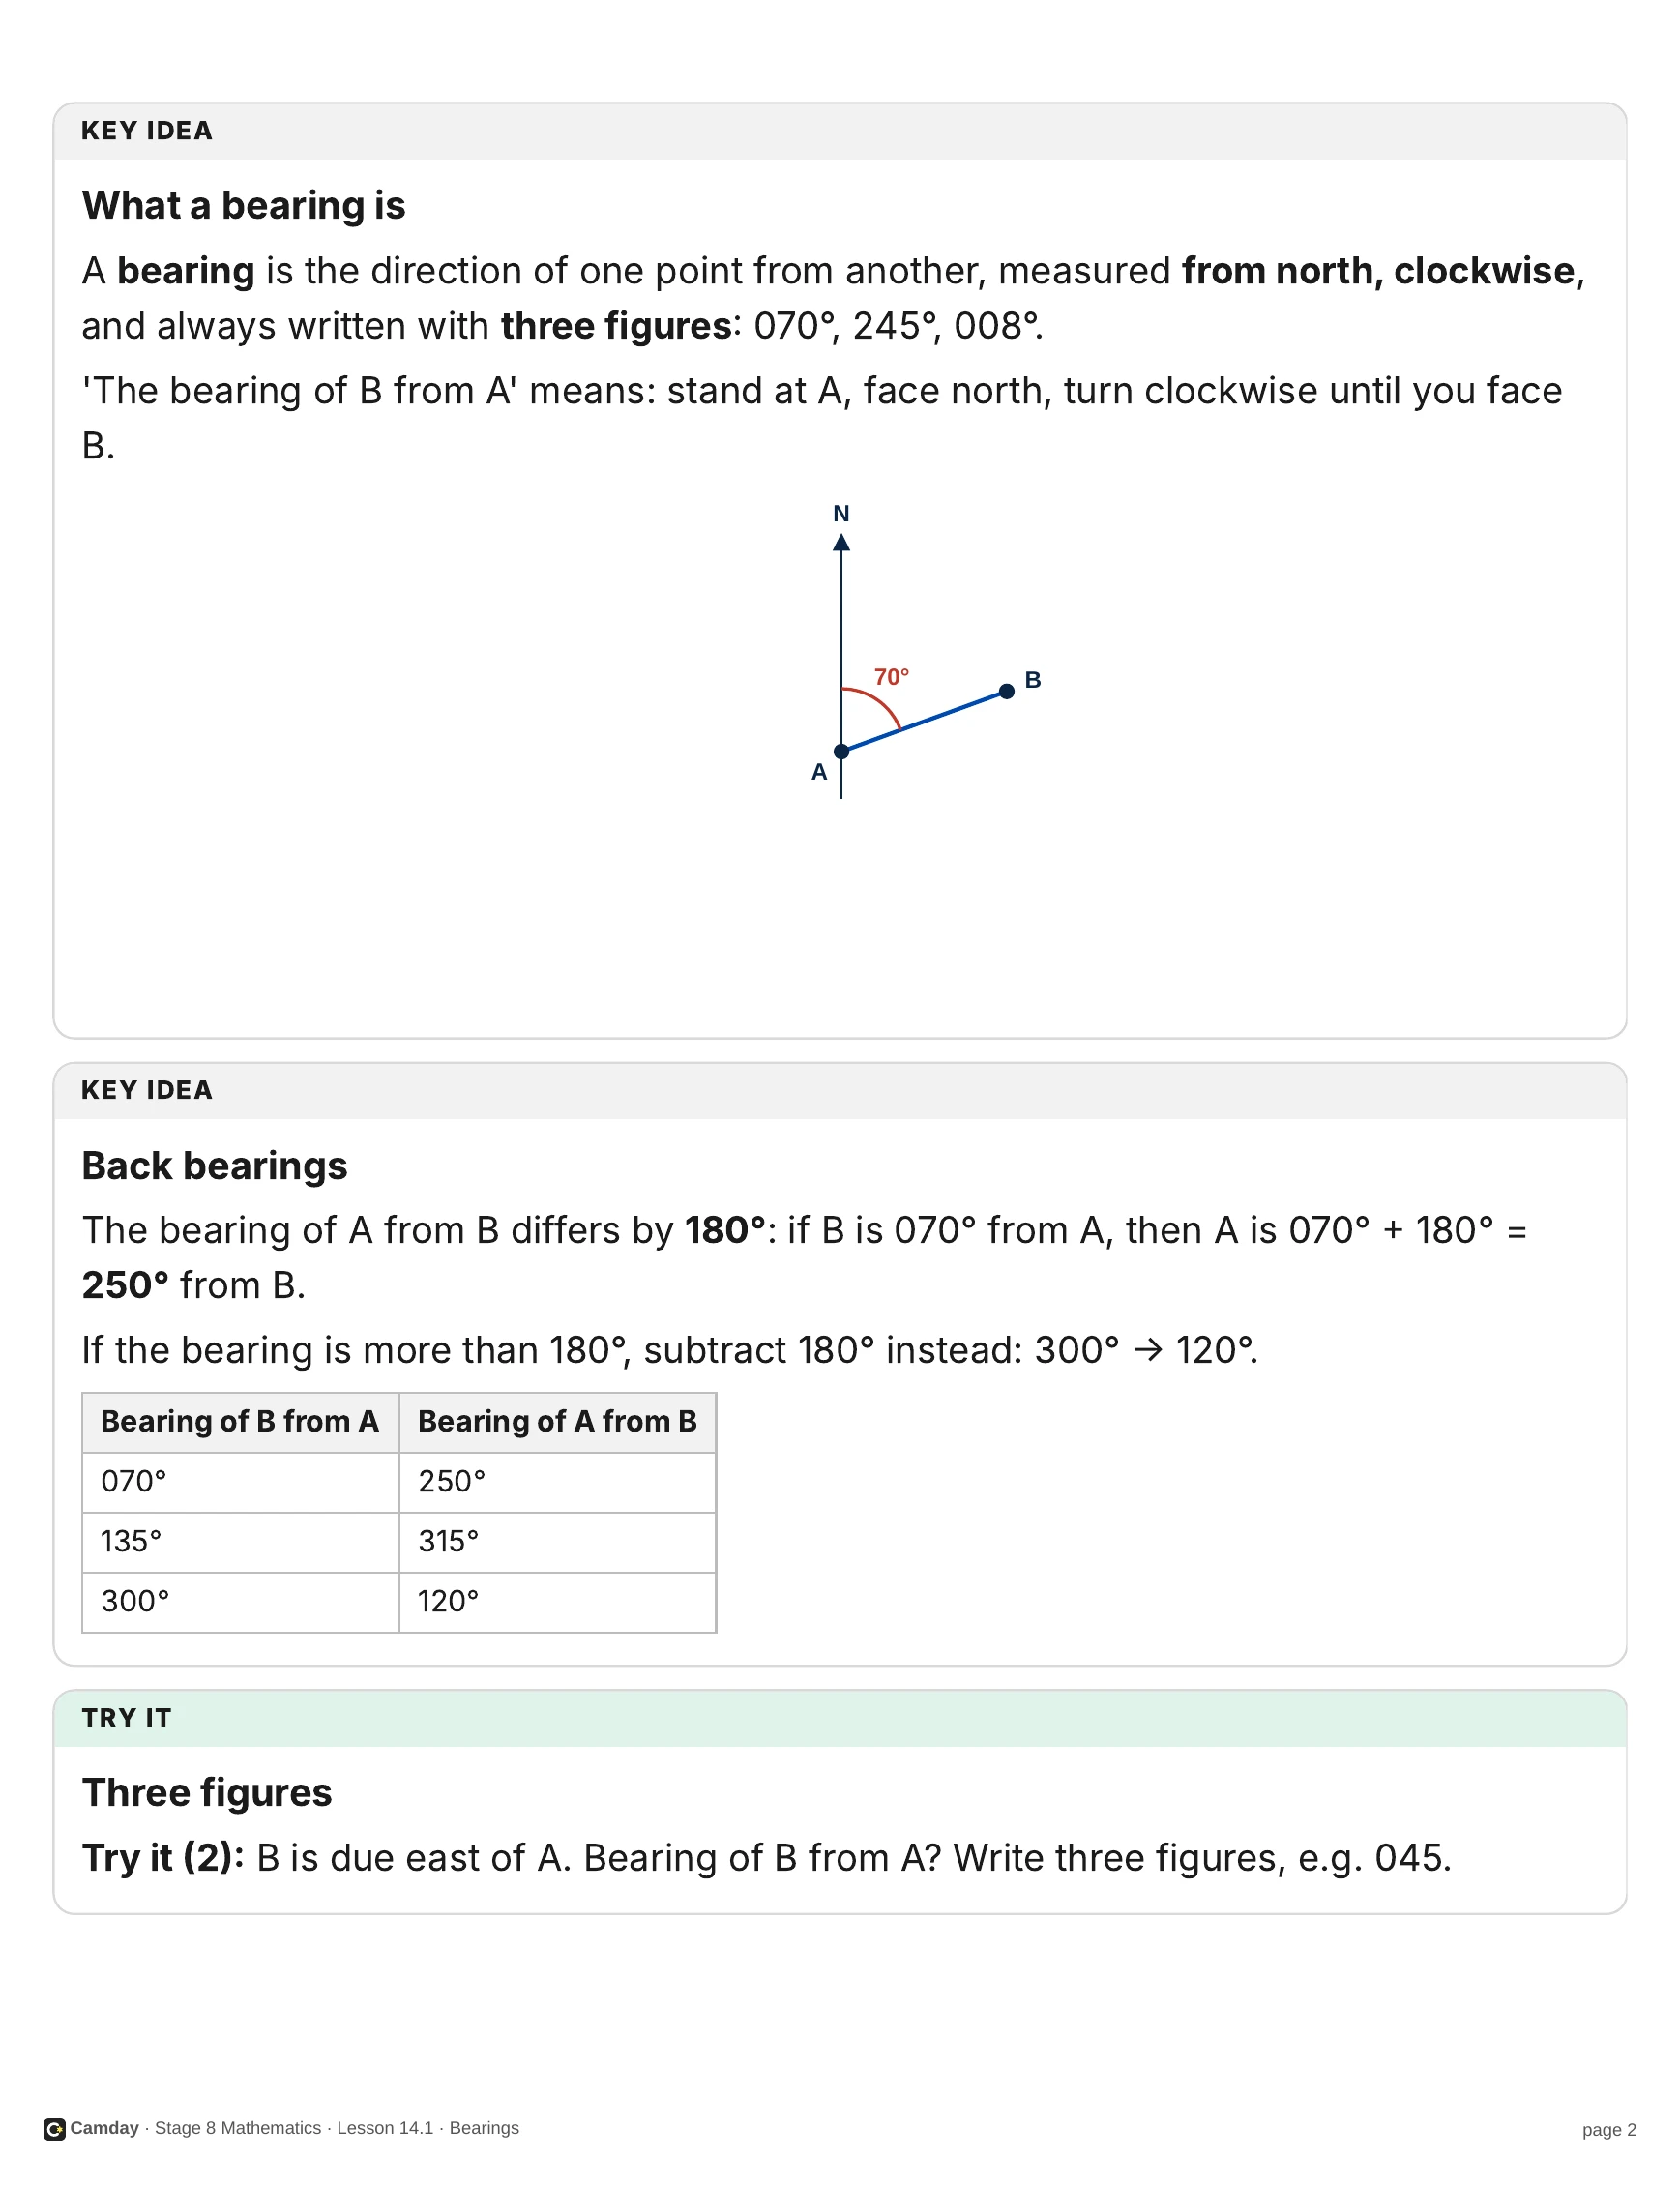 KEY IDEA
What a bearing is
A bearing is the direction of one point from another, measured from north, clockwise,
and always written with three figures: 070°, 245°, 008°.
'The bearing of B from A' means: stand at A, face north, turn clockwise until you face
B.
N
70°
B
A
KEY IDEA
Back bearings
The bearing of A from B differs by 180°: if B is 070° from A, then A is 070° + 180° =
250° from B.
If the bearing is more than 180°, subtract 180° instead: 300° → 120°.
Bearing of B from A Bearing of A from B
070° 250°
135° 315°
300° 120°
TRY IT
Three figures
Try it (2): B is due east of A. Bearing of B from A? Write three figures, e.g. 045.
Camday · Stage 8 Mathematics · Lesson 14.1 · Bearings page 2